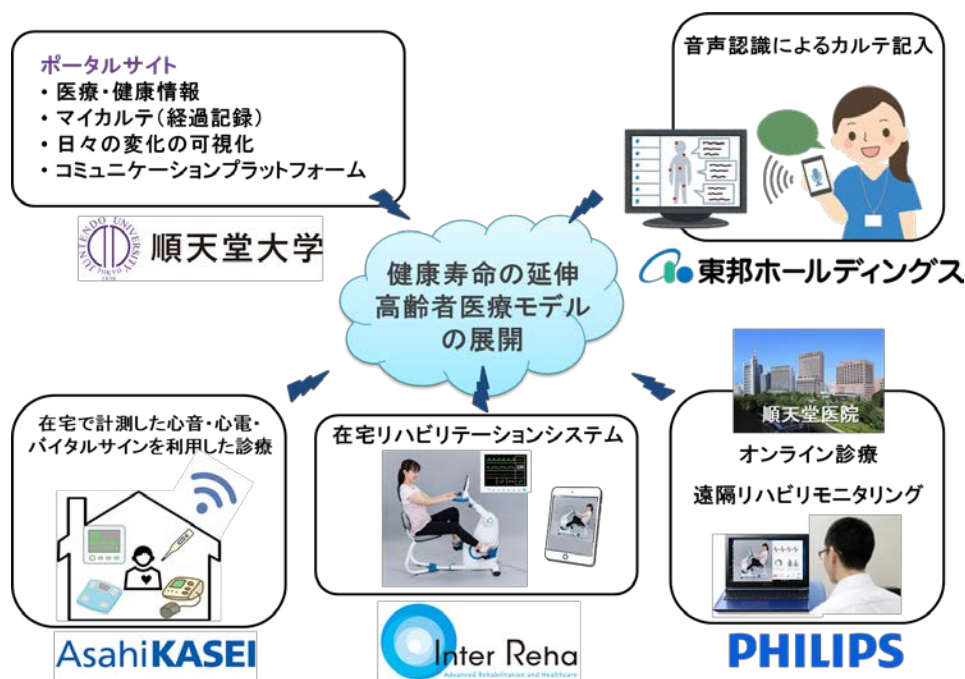 ポータルサイト
・医療・健康情報
・マイカルテ(経過記録)
・日々の変化の可視化
・コミュニケーションプラットフォーム
JUNTENDO UNIVERSITY
TOKYO
1838
順天堂大学
音声認識によるカルテ記入
東邦ホールディングス
健康寿命の延伸
高齢者医療モデル
の展開
在宅で計測した心音・心電・
バイタルサインを利用した診療
AsahiKASEI
在宅リハビリテーションシステム
Inter Reha
Advanced Rehabilitation and Healthcare
順天堂医院
オンライン診療
遠隔リハビリモニタリング
PHILIPS